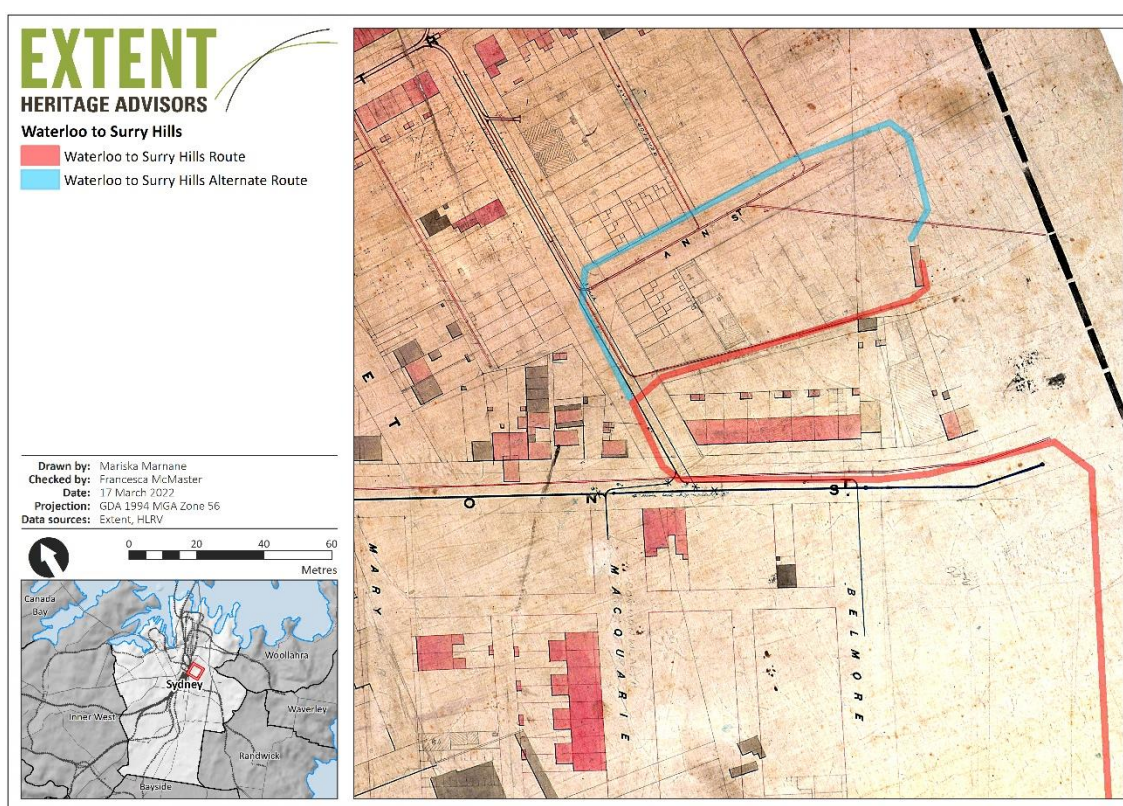 EXTENT
HERITAGE ADVISORS
Waterloo to Surry Hills
Waterloo to Surry Hills Route
Waterloo to Surry Hills Alternate Route
Drawn by: Mariska Marnane
Checked by: Francesca McMaster
Date: 17 March 2022
Projection: GDA 1994 MGA Zone 56
Data sources: Extent, HLRV
0 20 40 60
Metres
Canada
Bay
Woollahra
Sydney
Inner West
Waverley
Randwick
Bayside
ANN ST
E T
O N ST
MARY
MACQUARIE
BELMORE